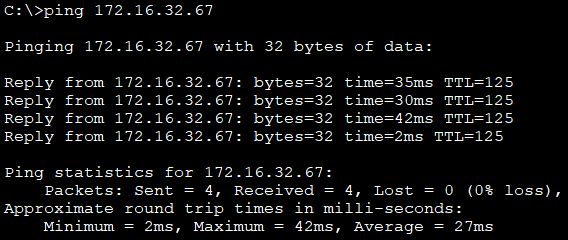 C:\>ping 172.16.32.67
Pinging 172.16.32.67 with 32 bytes of data:
Reply from 172.16.32.67: bytes=32 time=35ms TTL=125
Reply from 172.16.32.67: bytes=32 time=30ms TTL=125
Reply from 172.16.32.67: bytes=32 time=42ms TTL=125
Reply from 172.16.32.67: bytes=32 time=2ms TTL=125
Ping statistics for 172.16.32.67:
    Packets: Sent = 4, Received = 4, Lost = 0 (0% loss),
Approximate round trip times in milli-seconds:
    Minimum = 2ms, Maximum = 42ms, Average = 27ms